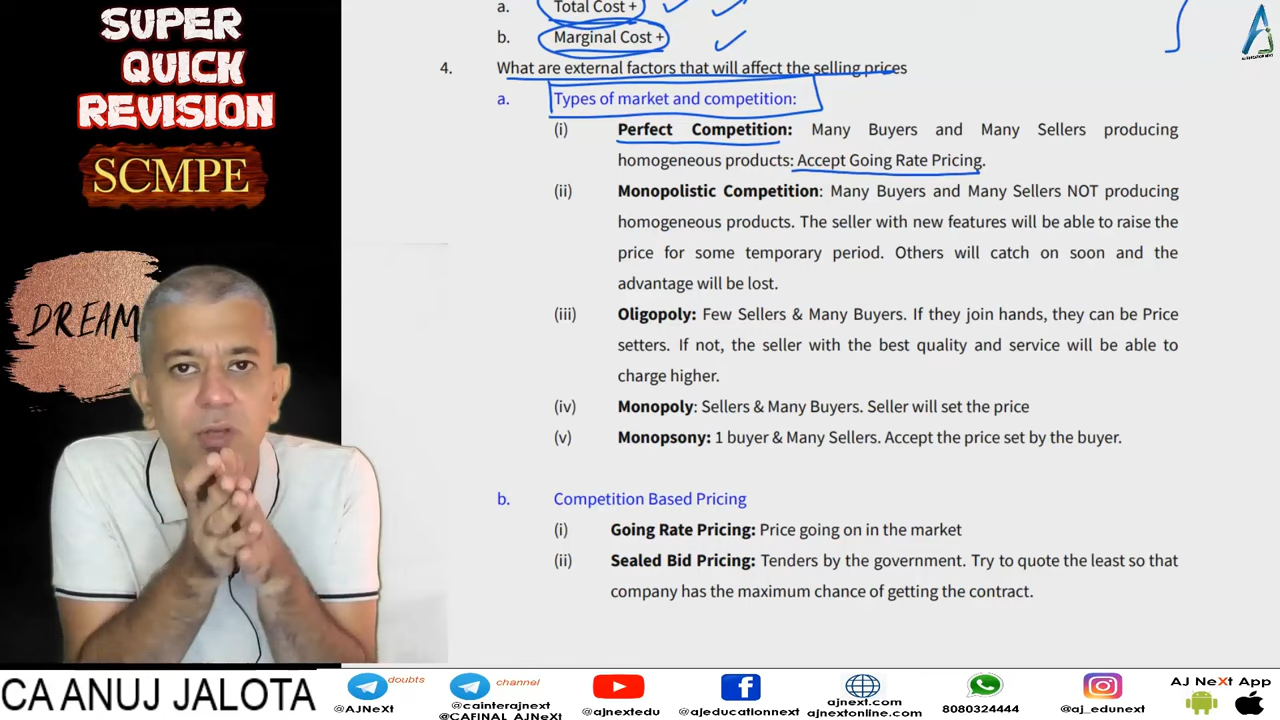 SUPER
QUICK
REVISION
SCMPE
DREAM
a. Total Cost +
b. Marginal Cost +
4. What are external factors that will affect the selling prices
a. Types of market and competition:
(i) Perfect Competition: Many Buyers and Many Sellers producing
homogeneous products: Accept Going Rate Pricing.
(ii) Monopolistic Competition: Many Buyers and Many Sellers NOT producing
homogeneous products. The seller with new features will be able to raise the
price for some temporary period. Others will catch on soon and the
advantage will be lost.
(iii) Oligopoly: Few Sellers & Many Buyers. If they join hands, they can be Price
setters. If not, the seller with the best quality and service will be able to
charge higher.
(iv) Monopoly: Sellers & Many Buyers. Seller will set the price
(v) Monopsony: 1 buyer & Many Sellers. Accept the price set by the buyer.
b. Competition Based Pricing
(i) Going Rate Pricing: Price going on in the market
(ii) Sealed Bid Pricing: Tenders by the government. Try to quote the least so that
company has the maximum chance of getting the contract.
CA ANUJ JALOTA
doubts
@AJNeXt
channel
@cainterajnext
@CAFINAL_AJNeXt
@ajnextedu
@ajeducationnext
ajnext.com
ajnextonline.com
8080324444
@aj_edunext
AJ NeXt App